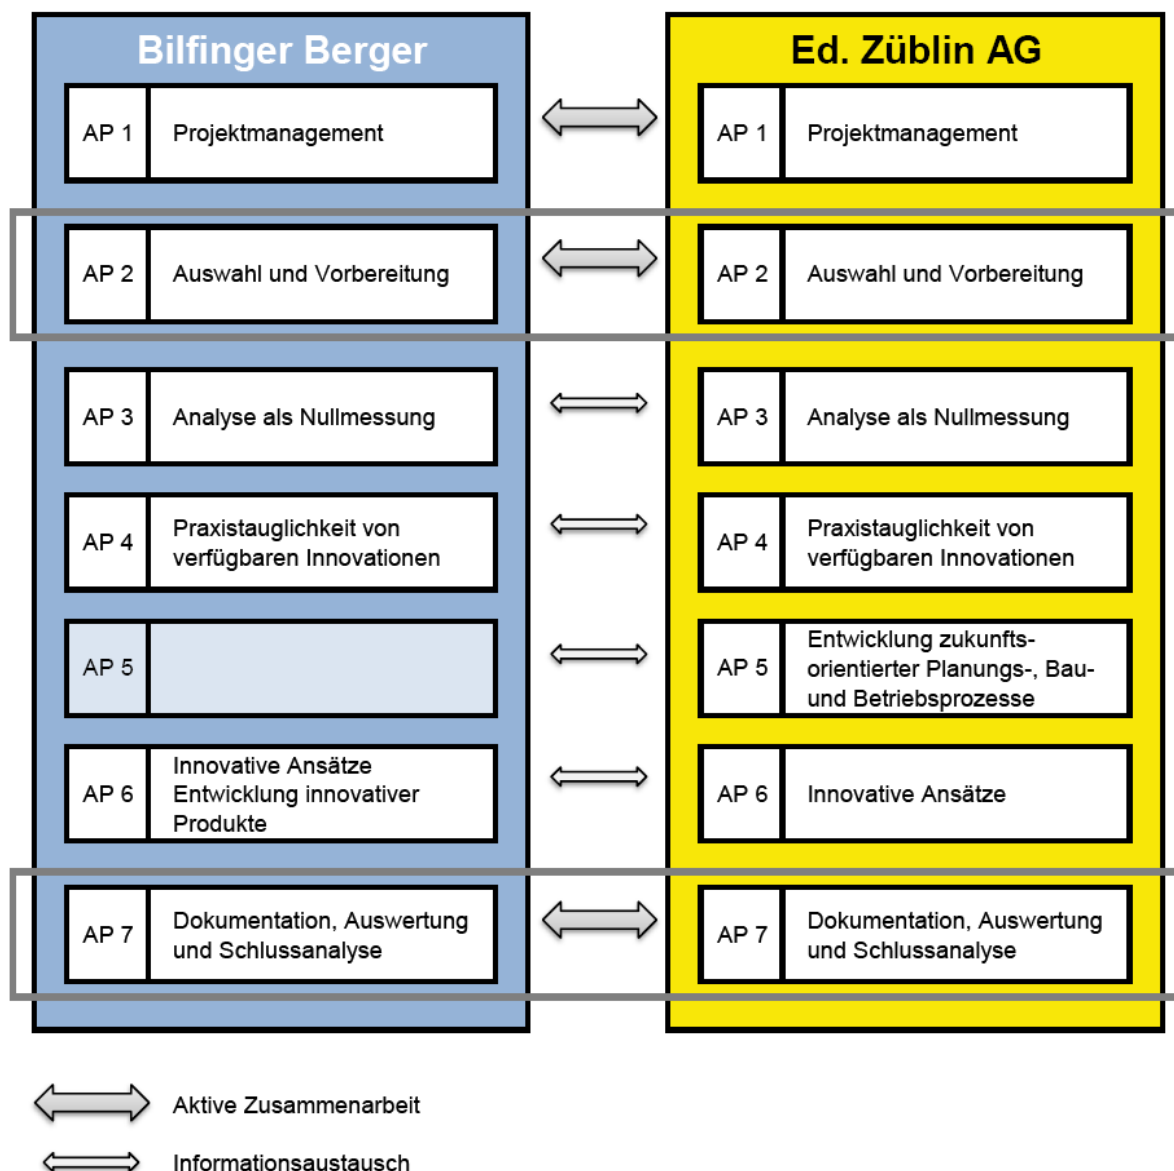 Bilfinger Berger
AP 1
Projektmanagement
AP 2
Auswahl und Vorbereitung
AP 3
Analyse als Nullmessung
AP 4
Praxistauglichkeit von
verfügbaren Innovationen
AP 5
AP 6
Innovative Ansätze
Entwicklung innovativer
Produkte
AP 7
Dokumentation, Auswertung
und Schlussanalyse
Ed. Züblin AG
AP 1
Projektmanagement
AP 2
Auswahl und Vorbereitung
AP 3
Analyse als Nullmessung
AP 4
Praxistauglichkeit von
verfügbaren Innovationen
AP 5
Entwicklung zukunfts-
orientierter Planungs-, Bau-
und Betriebsprozesse
AP 6
Innovative Ansätze
AP 7
Dokumentation, Auswertung
und Schlussanalyse
Aktive Zusammenarbeit
Informationsaustausch